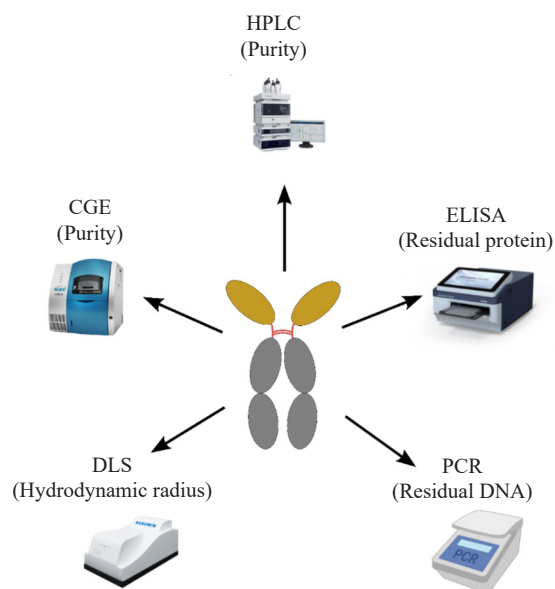 HPLC
(Purity)
CGE
(Purity)
ELISA
(Residual protein)
DLS
(Hydrodynamic radius)
PCR
(Residual DNA)
PCR